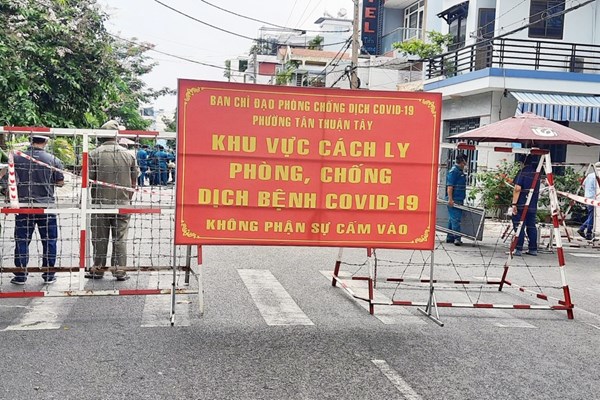 BAN CHỈ ĐẠO PHÒNG CHỐNG DỊCH COVID-19
PHƯỜNG TÂN THUẬN TÂY
KHU VỰC CÁCH LY
PHÒNG, CHỐNG
DỊCH BỆNH COVID-19
KHÔNG PHẬN SỰ CẤM VÀO